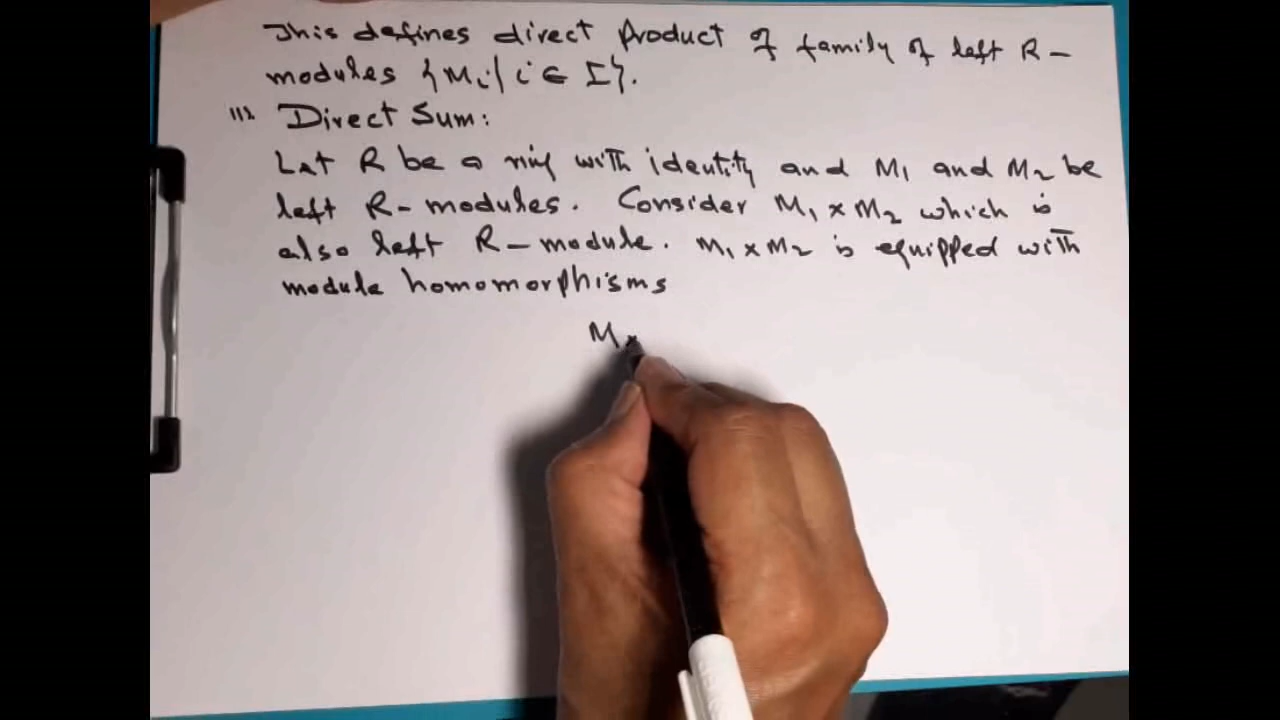 This defines direct product of family of left R-
modules {Mi | i ∈ I}.
iii) Direct Sum:
Let R be a ring with identity and M1 and M2 be
left R-modules. Consider M1 × M2 which is
also left R-module. M1 × M2 is equipped with
module homomorphisms
M